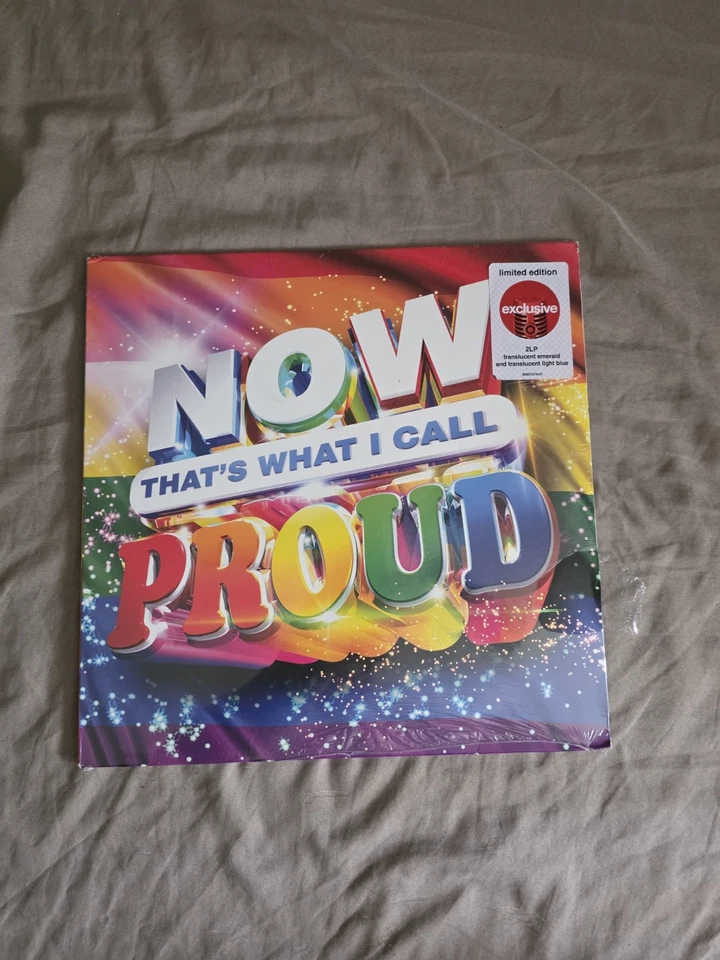 limited edition
exclusive
2LP
translucent emerald
and translucent light blue
NOW
THAT'S WHAT I CALL
PROUD